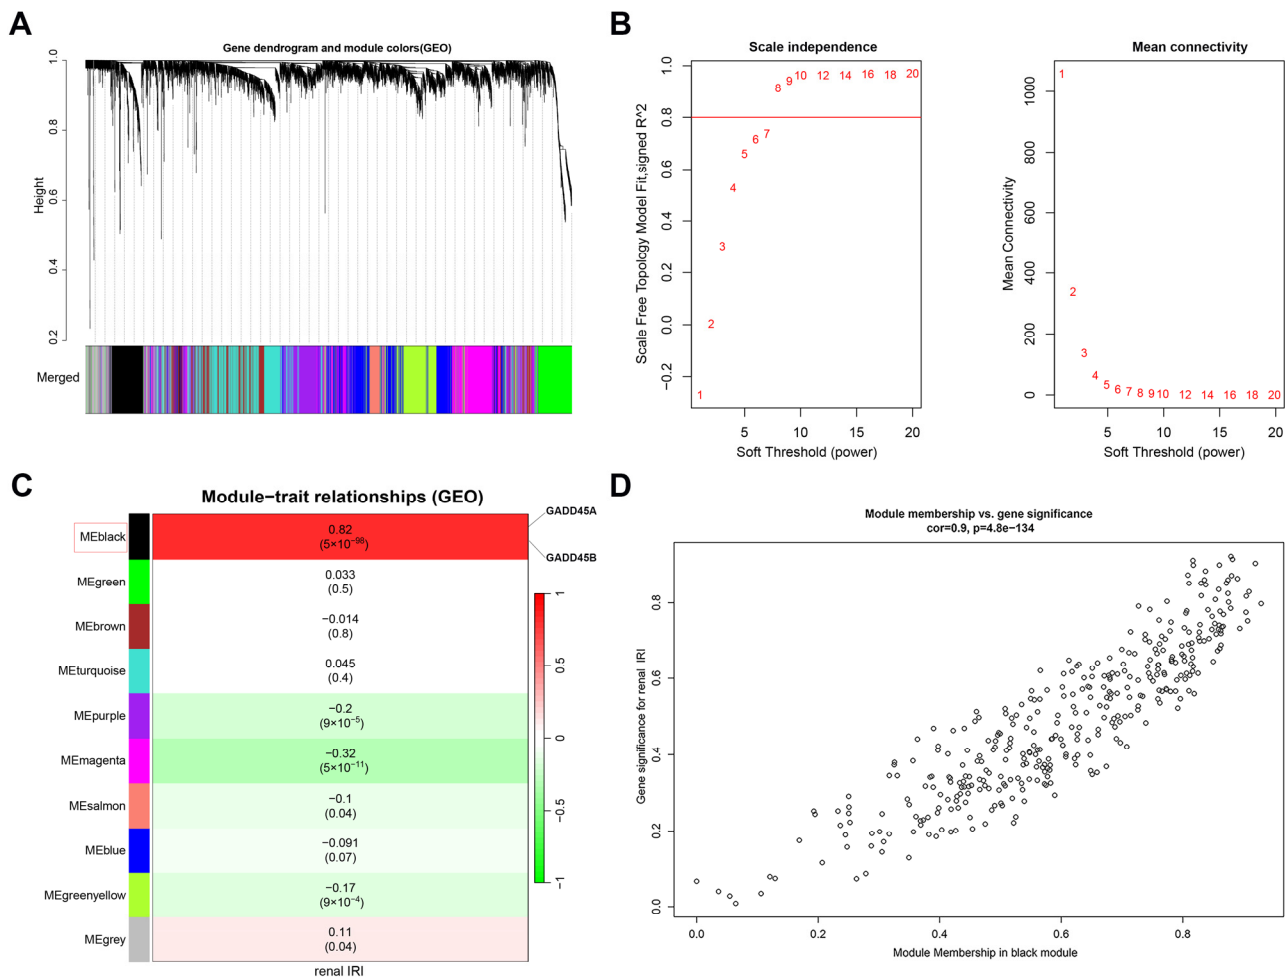 A
Gene dendrogram and module colors(GEO)
Height
1.0
0.8
0.6
0.4
0.2
Merged
B
Scale independence
Scale Free Topology Model Fit,signed R^2
1.0
0.8
0.6
0.4
0.2
0.0
−0.2
1
2
3
4
5
6
7
8
9
10
12
14
16
18
20
5
10
15
20
Soft Threshold (power)
Mean connectivity
Mean Connectivity
1000
800
600
400
200
0
1
2
3
4
5
6
7
8
9
10
12
14
16
18
20
5
10
15
20
Soft Threshold (power)
C
Module−trait relationships (GEO)
MEblack
0.82
(5×10−98)
GADD45A
GADD45B
MEgreen
0.033
(0.5)
MEbrown
−0.014
(0.8)
MEturquoise
0.045
(0.4)
MEpurple
−0.2
(9×10−5)
MEmagenta
−0.32
(5×10−11)
MEsalmon
−0.1
(0.04)
MEblue
−0.091
(0.07)
MEgreenyellow
−0.17
(9×10−4)
MEgrey
0.11
(0.04)
renal IRI
1
0.5
0
−0.5
−1
D
Module membership vs. gene significance
cor=0.9, p=4.8e−134
Gene significance for renal IRI
0.8
0.6
0.4
0.2
0.0
0.0
0.2
0.4
0.6
0.8
Module Membership in black module